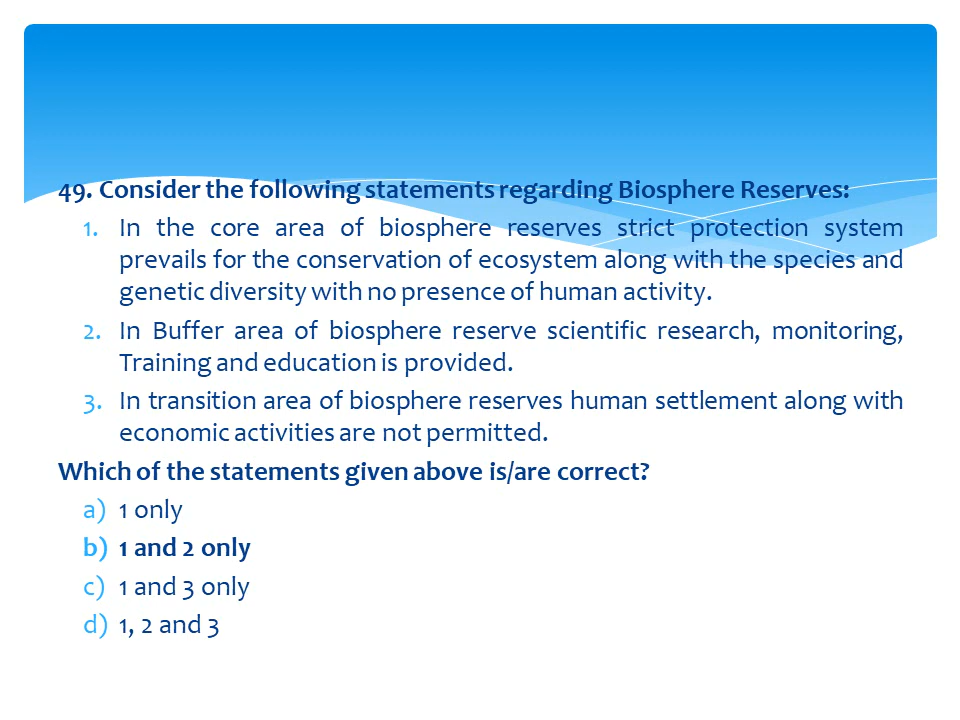 49. Consider the following statements regarding Biosphere Reserves:
1. In the core area of biosphere reserves strict protection system
prevails for the conservation of ecosystem along with the species and
genetic diversity with no presence of human activity.
2. In Buffer area of biosphere reserve scientific research, monitoring,
Training and education is provided.
3. In transition area of biosphere reserves human settlement along with
economic activities are not permitted.
Which of the statements given above is/are correct?
a) 1 only
b) 1 and 2 only
c) 1 and 3 only
d) 1, 2 and 3